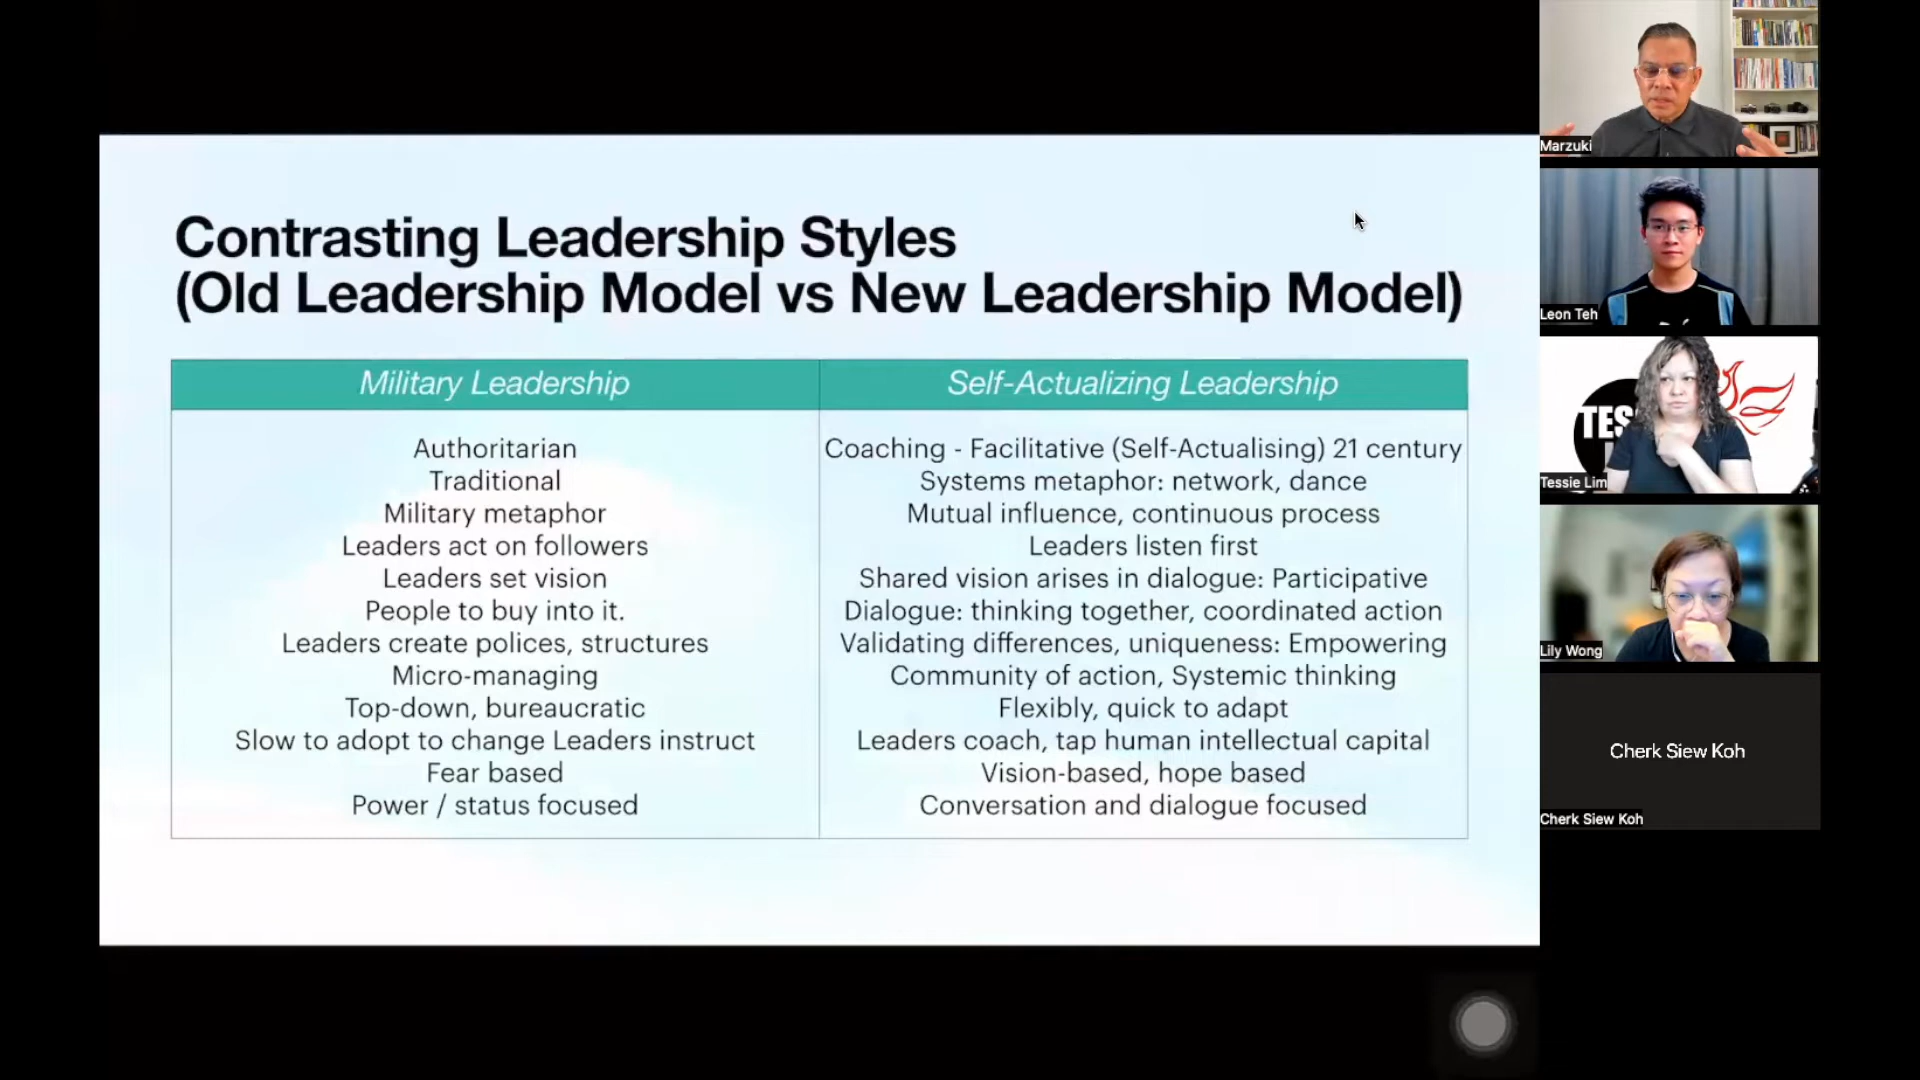 Contrasting Leadership Styles
(Old Leadership Model vs New Leadership Model)
Military Leadership
Authoritarian
Traditional
Military metaphor
Leaders act on followers
Leaders set vision
People to buy into it.
Leaders create polices, structures
Micro-managing
Top-down, bureaucratic
Slow to adopt to change Leaders instruct
Fear based
Power / status focused
Self-Actualizing Leadership
Coaching - Facilitative (Self-Actualising) 21 century
Systems metaphor: network, dance
Mutual influence, continuous process
Leaders listen first
Shared vision arises in dialogue: Participative
Dialogue: thinking together, coordinated action
Validating differences, uniqueness: Empowering
Community of action, Systemic thinking
Flexibly, quick to adapt
Leaders coach, tap human intellectual capital
Vision-based, hope based
Conversation and dialogue focused
Marzuki
Leon Teh
TES
Tessie Lim
Lily Wong
Cherk Siew Koh
Cherk Siew Koh